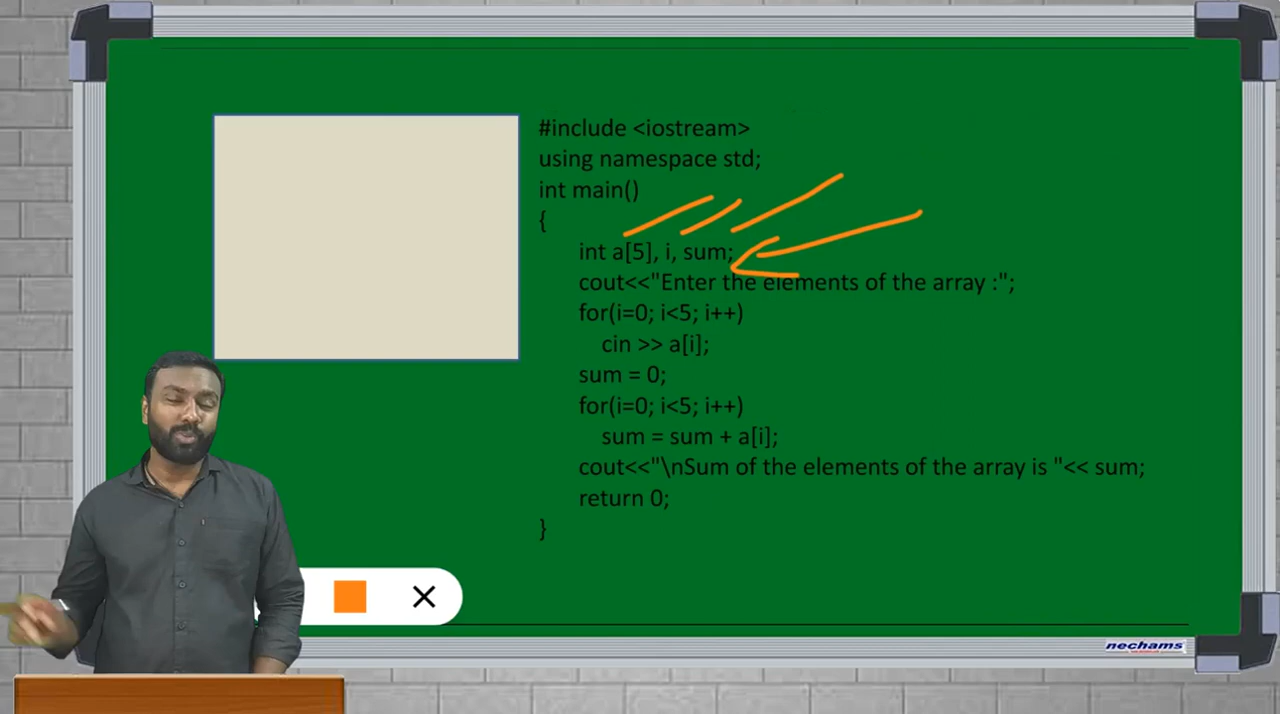 #include <iostream>
using namespace std;
int main()
{
int a[5], i, sum;
cout<<"Enter the elements of the array :";
for(i=0; i<5; i++)
cin >> a[i];
sum = 0;
for(i=0; i<5; i++)
sum = sum + a[i];
cout<<"\nSum of the elements of the array is "<< sum;
return 0;
}
nechams